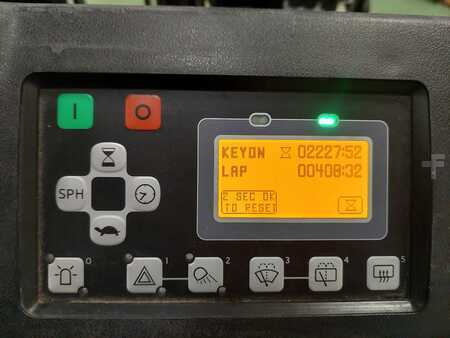 I O
KEYON 02227:52
LAP 00408:32
2 SEC OK
TO RESET
SPH
0 1 2 3 4 5